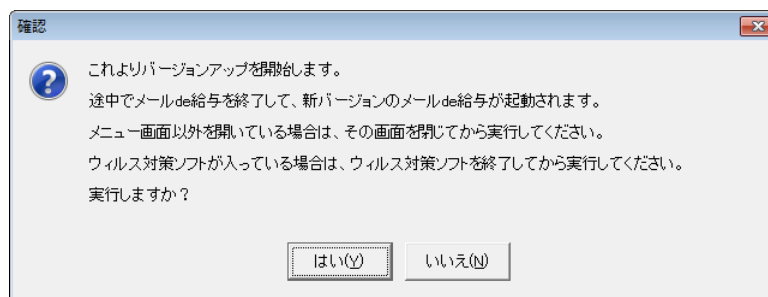 確認
これよりバージョンアップを開始します。
途中でメールde給与を終了して、新バージョンのメールde給与が起動されます。
メニュー画面以外を開いている場合は、その画面を閉じてから実行してください。
ウィルス対策ソフトが入っている場合は、ウィルス対策ソフトを終了してから実行してください。
実行しますか？
はい(Y) いいえ(N)